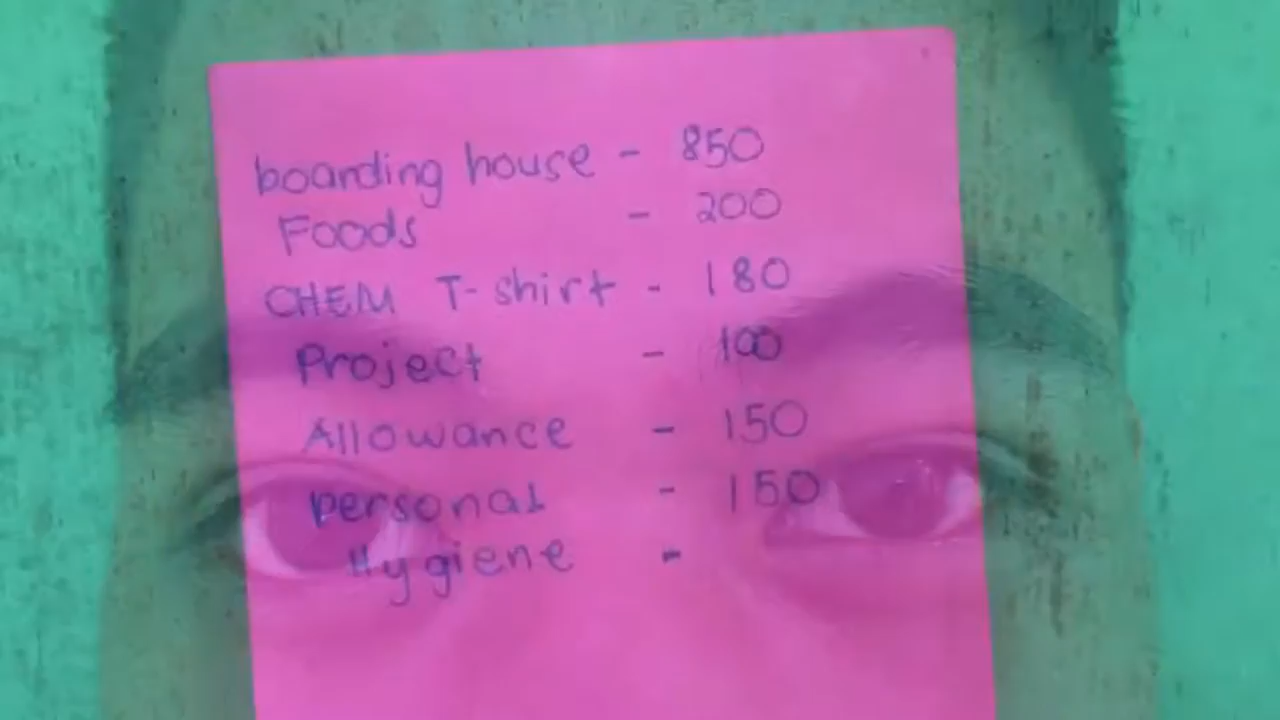 boarding house - 850
Foods - 200
CHEM T-shirt - 180
Project - 100
Allowance - 150
personal - 150
Hygiene -